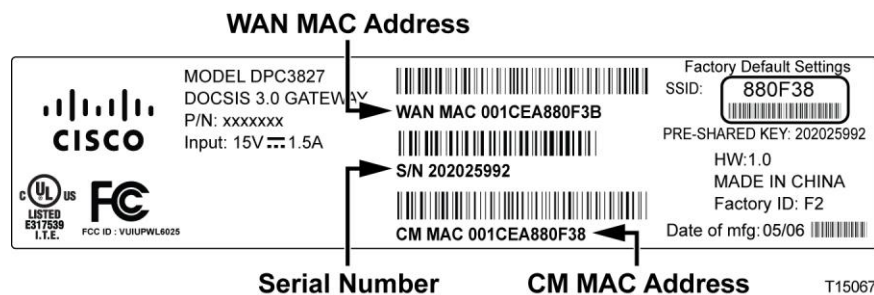 WAN MAC Address
CISCO
MODEL DPC3827
DOCSIS 3.0 GATEWAY
P/N: xxxxxxx
Input: 15V 1.5A
C UL US
LISTED
E317539
I.T.E.
FC
FCC ID : VUIUPWL6025
WAN MAC 001CEA880F3B
S/N 202025992
CM MAC 001CEA880F38
Factory Default Settings
SSID: 880F38
PRE-SHARED KEY: 202025992
HW:1.0
MADE IN CHINA
Factory ID: F2
Date of mfg: 05/06
Serial Number
CM MAC Address
T15067